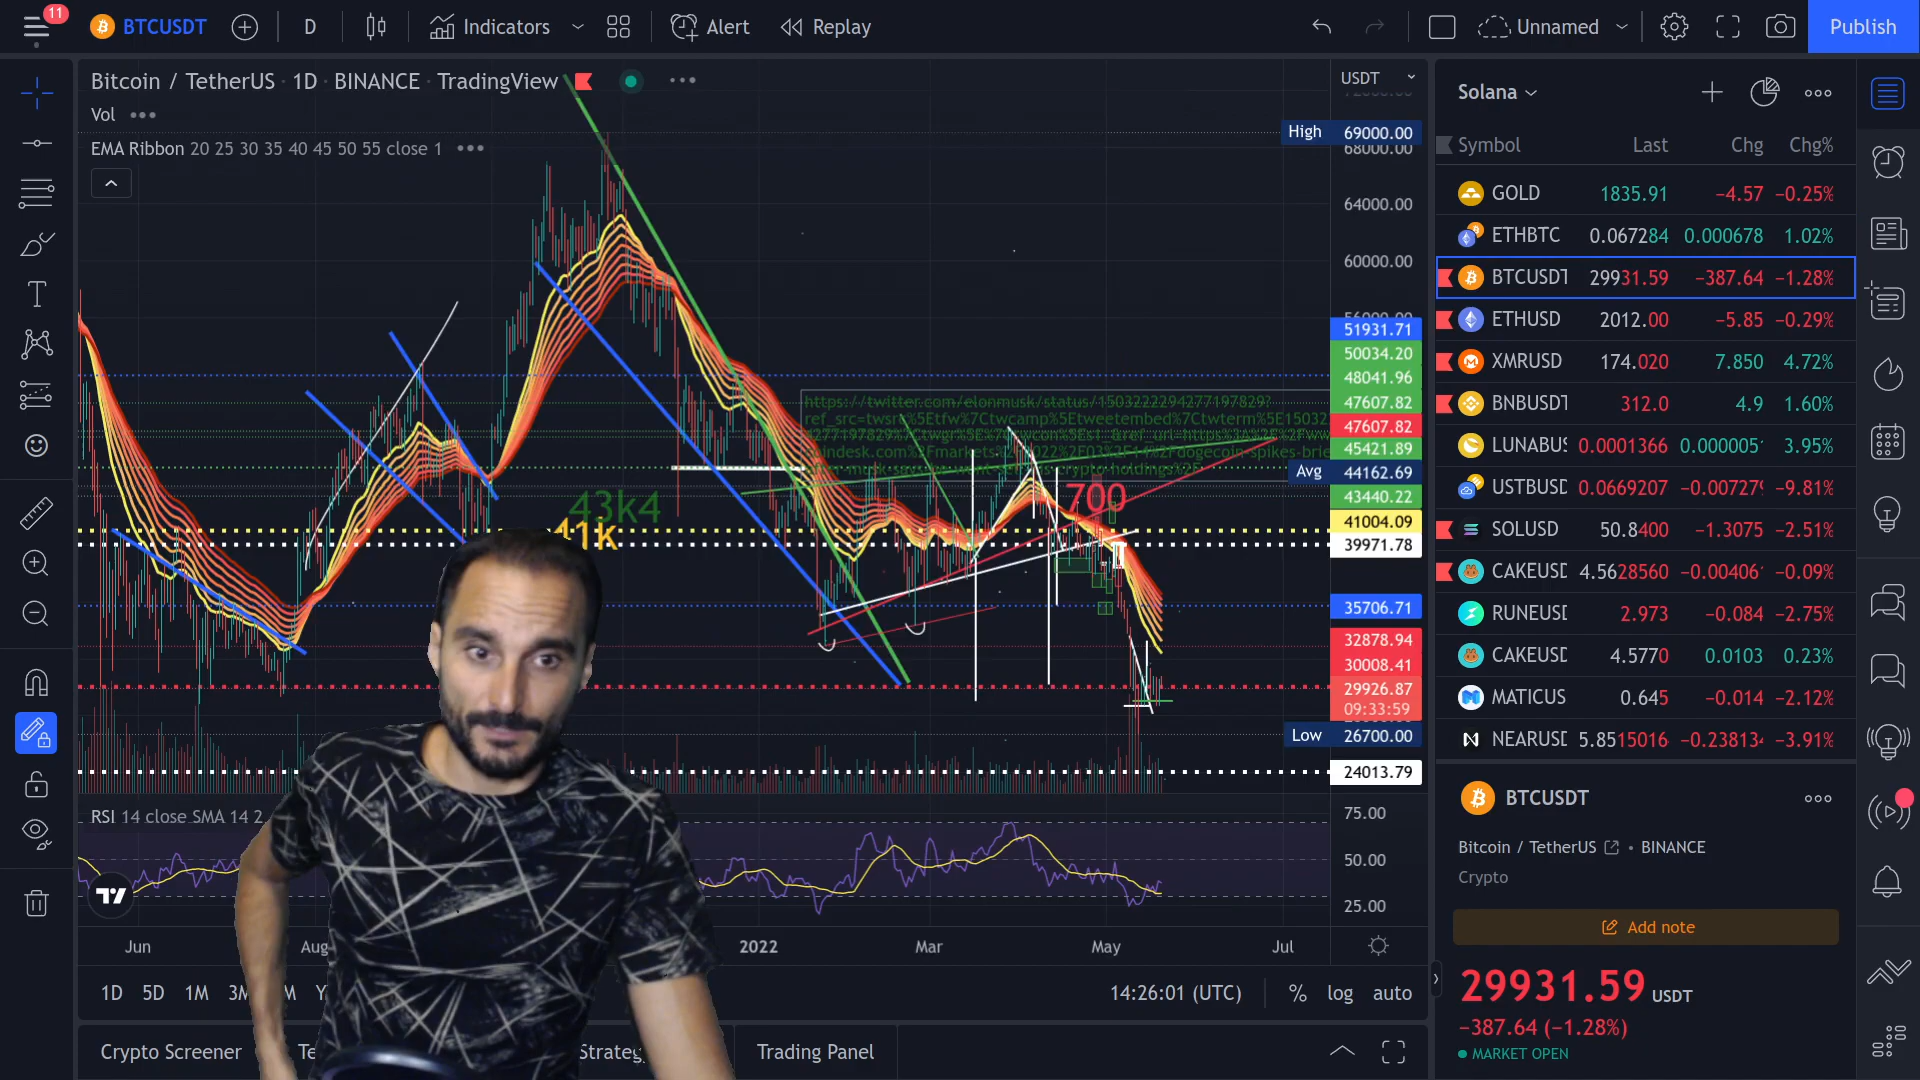 11
BTCUSDT
D
Indicators
Alert
Replay
Unnamed
Publish
Bitcoin / TetherUS · 1D · BINANCE · TradingView
Vol
EMA Ribbon 20 25 30 35 40 45 50 55 close 1
USDT
High 69000.00
68000.00
64000.00
60000.00
56000.00
51931.71
50034.20
48041.96
47607.82
47607.82
45421.89
Avg 44162.69
43440.22
41004.09
39971.78
35706.71
32878.94
30008.41
29926.87
09:33:59
Low 26700.00
24013.79
https://twitter.com/elonmusk/status/1503222294277197829?
43k4
41k
700
RSI 14 close SMA 14 2
75.00
50.00
25.00
Jun
Aug
2022
Mar
May
Jul
1D 5D 1M
14:26:01 (UTC)
% log auto
Crypto Screener
Trading Panel
Solana
Symbol Last Chg Chg%
GOLD 1835.91 −4.57 −0.25%
ETHBTC 0.067284 0.000678 1.02%
BTCUSDT 29931.59 −387.64 −1.28%
ETHUSD 2012.00 −5.85 −0.29%
XMRUSD 174.020 7.850 4.72%
BNBUSDT 312.0 4.9 1.60%
LUNABUS 0.0001366 0.000005 3.95%
USTBUSD 0.0669207 −0.00727 −9.81%
SOLUSD 50.8400 −1.3075 −2.51%
CAKEUSD 4.5628560 −0.00406 −0.09%
RUNEUSD 2.973 −0.084 −2.75%
CAKEUSD 4.5770 0.0103 0.23%
MATICUS 0.645 −0.014 −2.12%
NEARUSD 5.8515016 −0.23813 −3.91%
BTCUSDT
Bitcoin / TetherUS • BINANCE
Crypto
Add note
29931.59 USDT
−387.64 (−1.28%)
MARKET OPEN